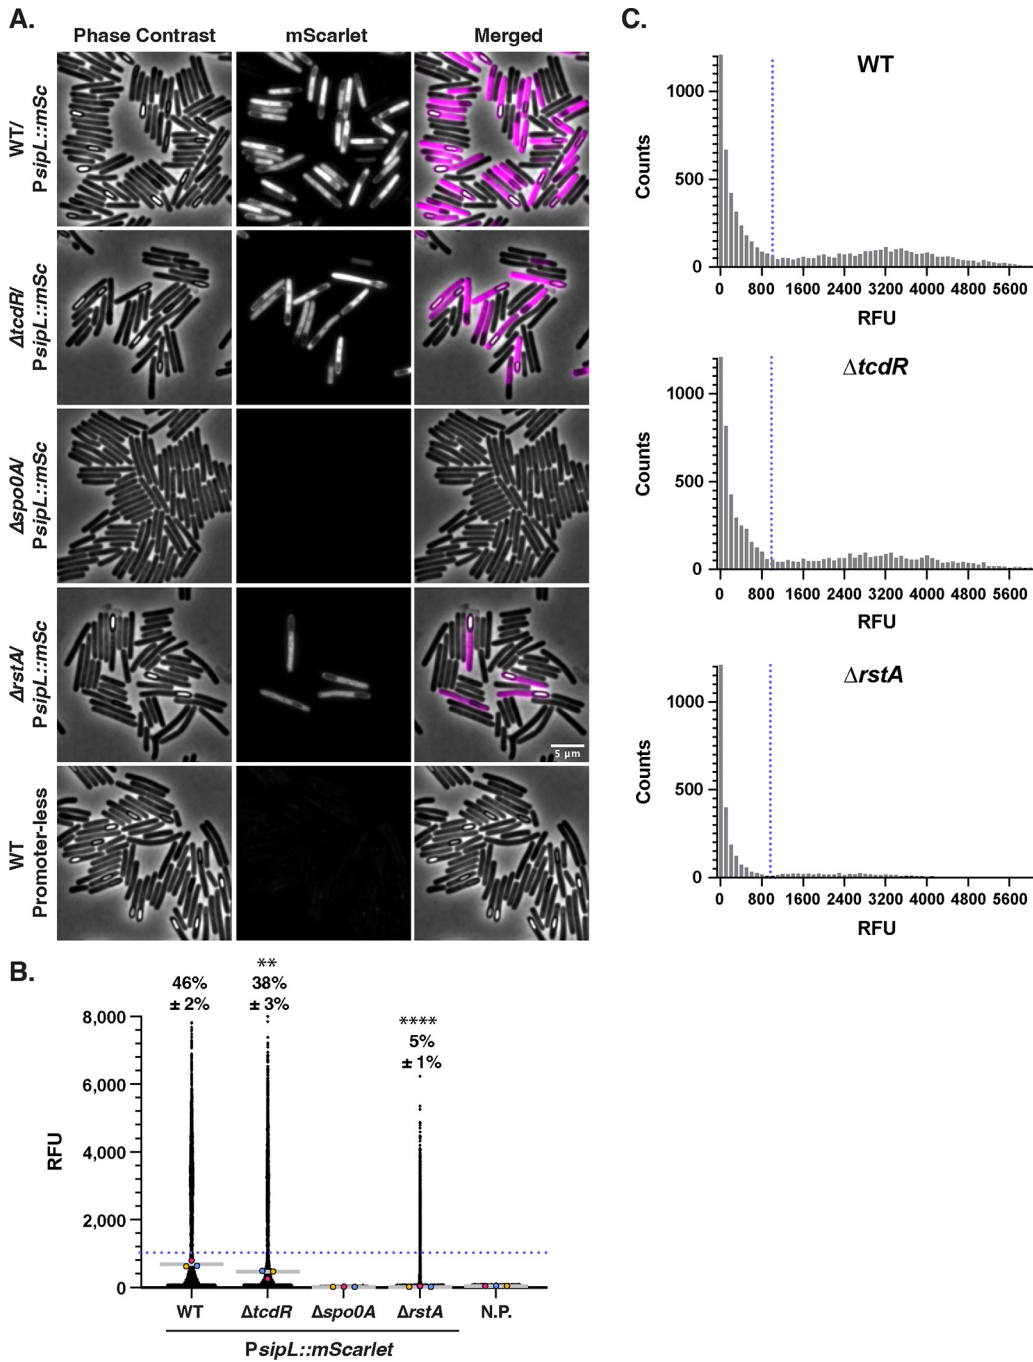 A.
Phase Contrast
mScarlet
Merged
WT/
PsipL::mSc
ΔtcdR/
PsipL::mSc
Δspo0A/
PsipL::mSc
ΔrstA/
PsipL::mSc
5 µm
WT
Promoter-less
B.
46%
± 2%
**
38%
± 3%
****
5%
± 1%
8,000
6,000
4,000
2,000
0
RFU
WT
ΔtcdR
Δspo0A
ΔrstA
N.P.
PsipL::mScarlet
C.
WT
1000
500
0
Counts
0 800 1600 2400 3200 4000 4800 5600
RFU
ΔtcdR
1000
500
0
Counts
0 800 1600 2400 3200 4000 4800 5600
RFU
ΔrstA
1000
500
0
Counts
0 800 1600 2400 3200 4000 4800 5600
RFU